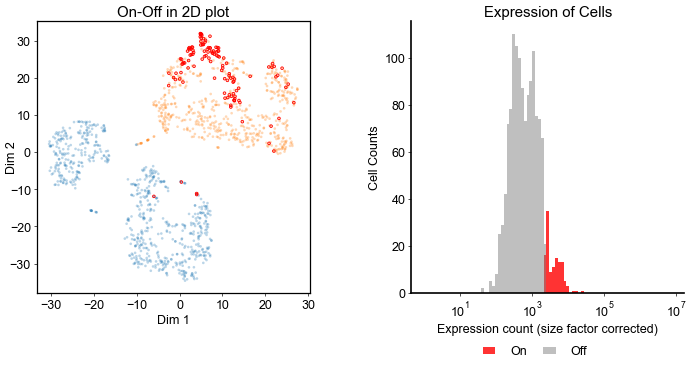 On-Off in 2D plot
30
20
10
0
−10
−20
−30
Dim 2
−30 −20 −10 0 10 20 30
Dim 1
Expression of Cells
100
80
60
40
20
0
Cell Counts
10^1 10^3 10^5 10^7
Expression count (size factor corrected)
On Off